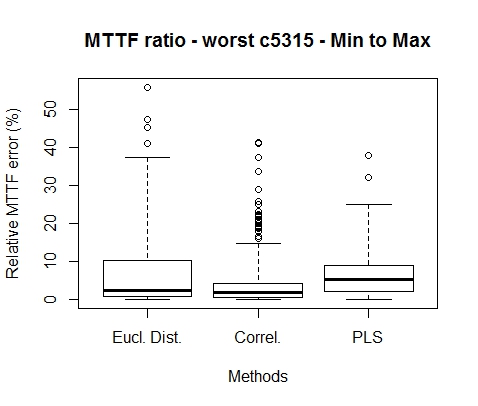 MTTF ratio - worst c5315 - Min to Max
Relative MTTF error (%)
50
40
30
20
10
0
Eucl. Dist. Correl. PLS
Methods